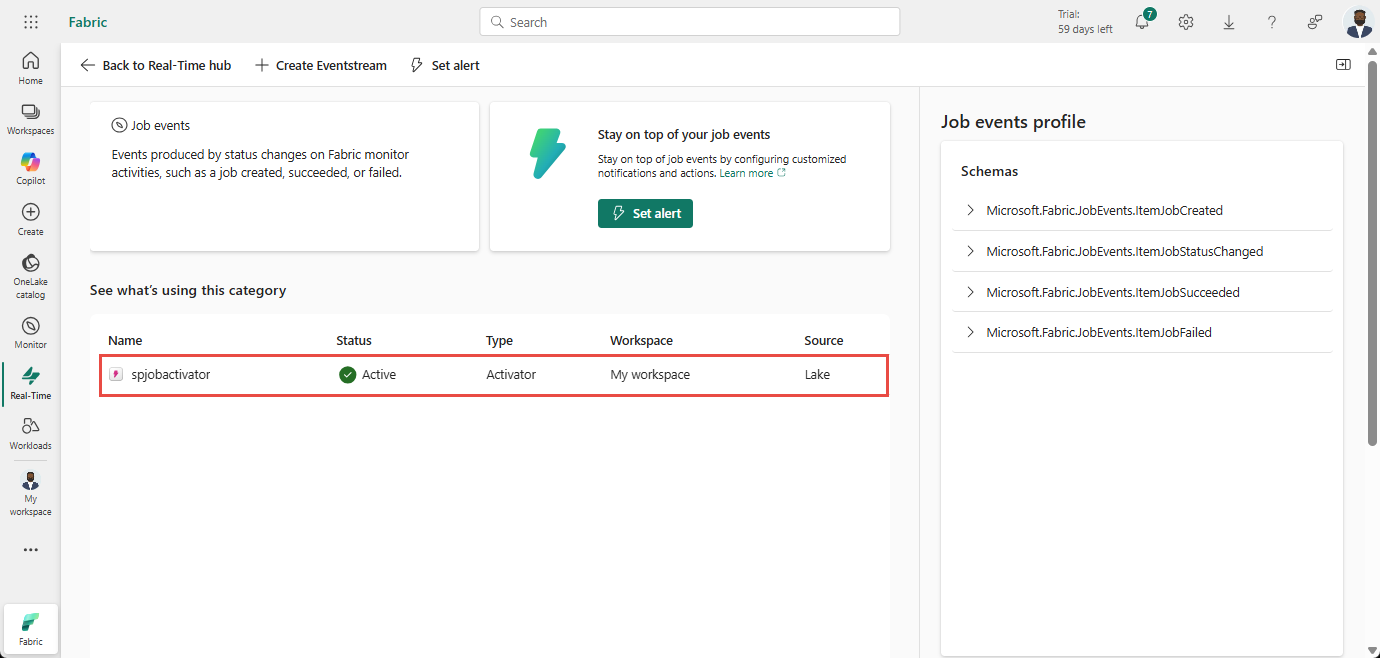 Fabric
Search
Trial:
59 days left
7
Home
Workspaces
Copilot
Create
OneLake
catalog
Monitor
Real-Time
Workloads
My
workspace
Fabric
Back to Real-Time hub
Create Eventstream
Set alert
Job events
Events produced by status changes on Fabric monitor
activities, such as a job created, succeeded, or failed.
Stay on top of your job events
Stay on top of job events by configuring customized
notifications and actions. Learn more
Set alert
See what's using this category
Name Status Type Workspace Source
spjobactivator Active Activator My workspace Lake
Job events profile
Schemas
Microsoft.Fabric.JobEvents.ItemJobCreated
Microsoft.Fabric.JobEvents.ItemJobStatusChanged
Microsoft.Fabric.JobEvents.ItemJobSucceeded
Microsoft.Fabric.JobEvents.ItemJobFailed